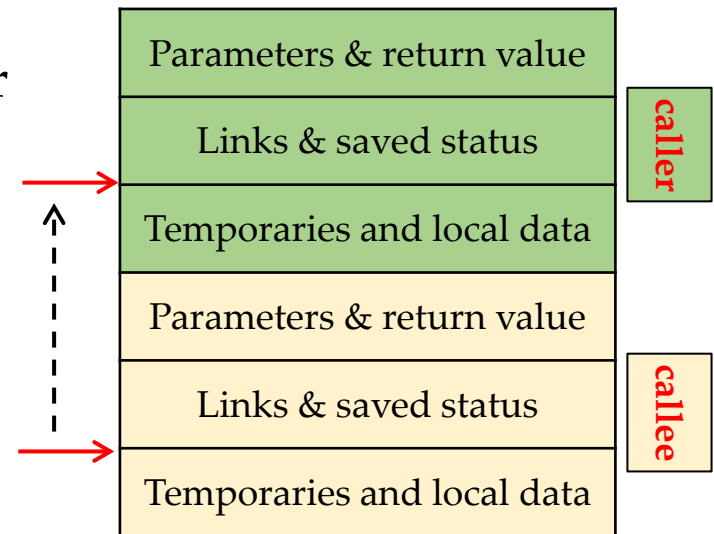 r
Parameters & return value
Links & saved status
caller
Temporaries and local data
Parameters & return value
Links & saved status
callee
Temporaries and local data